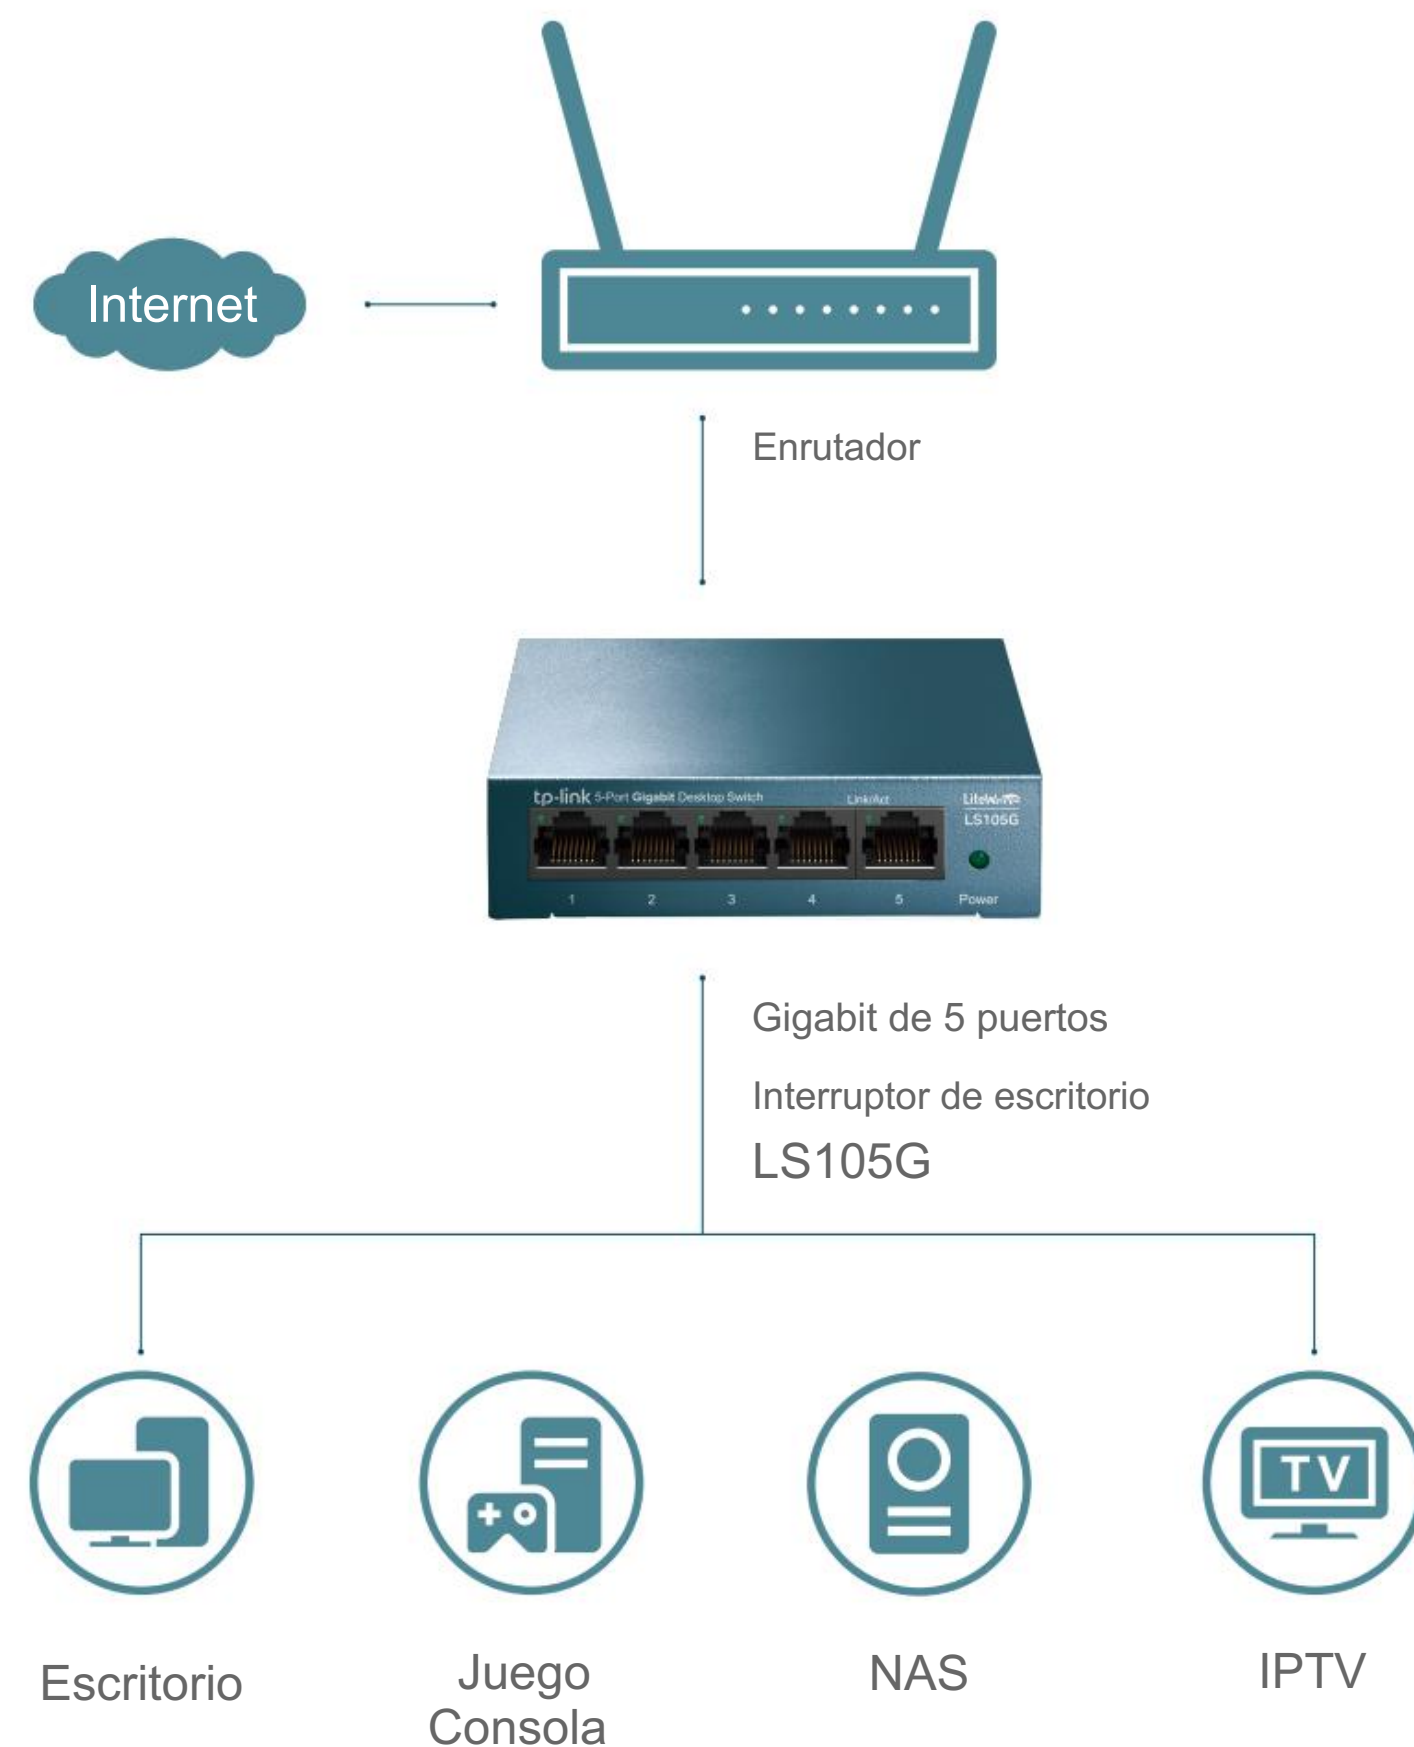 Internet
Enrutador
tp-link 5-Port Gigabit Desktop Switch
Link/Act
LiteWave
LS105G
1 2 3 4 5 Power
Gigabit de 5 puertos
Interruptor de escritorio
LS105G
TV
Escritorio
Juego
Consola
NAS
IPTV